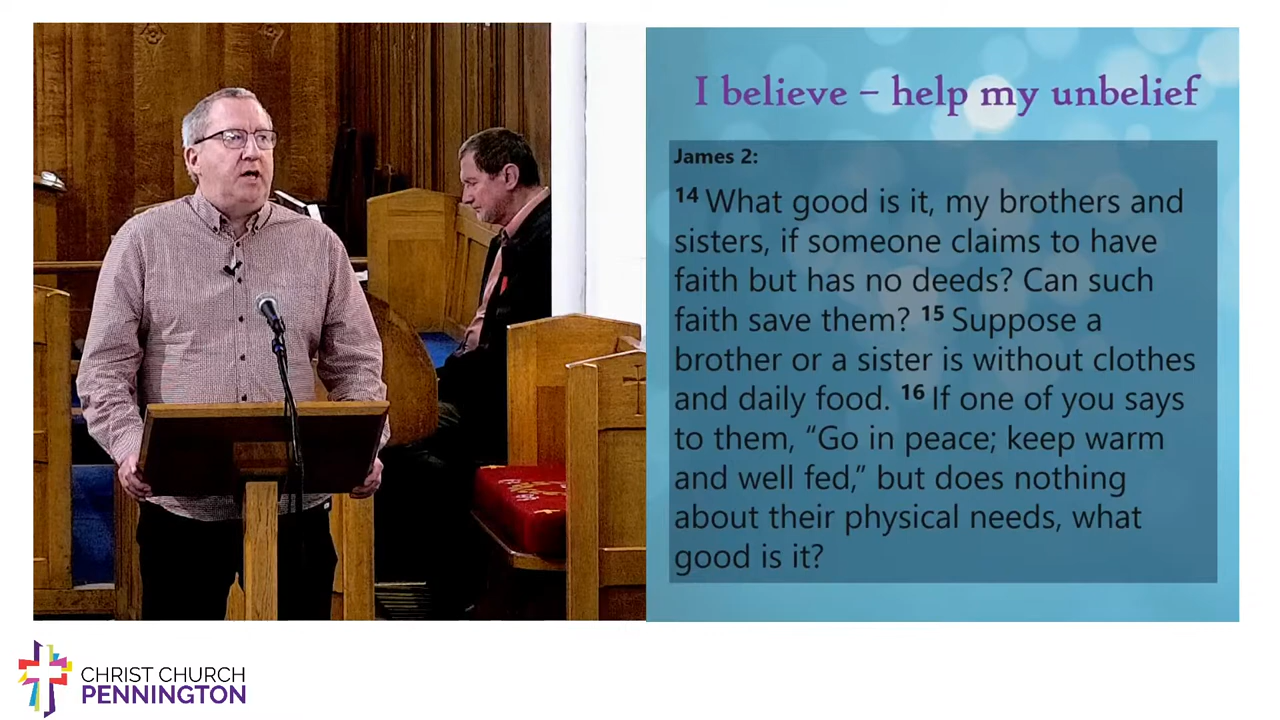 I believe – help my unbelief
James 2:
14 What good is it, my brothers and
sisters, if someone claims to have
faith but has no deeds? Can such
faith save them? 15 Suppose a
brother or a sister is without clothes
and daily food. 16 If one of you says
to them, “Go in peace; keep warm
and well fed,” but does nothing
about their physical needs, what
good is it?
CHRIST CHURCH
PENNINGTON